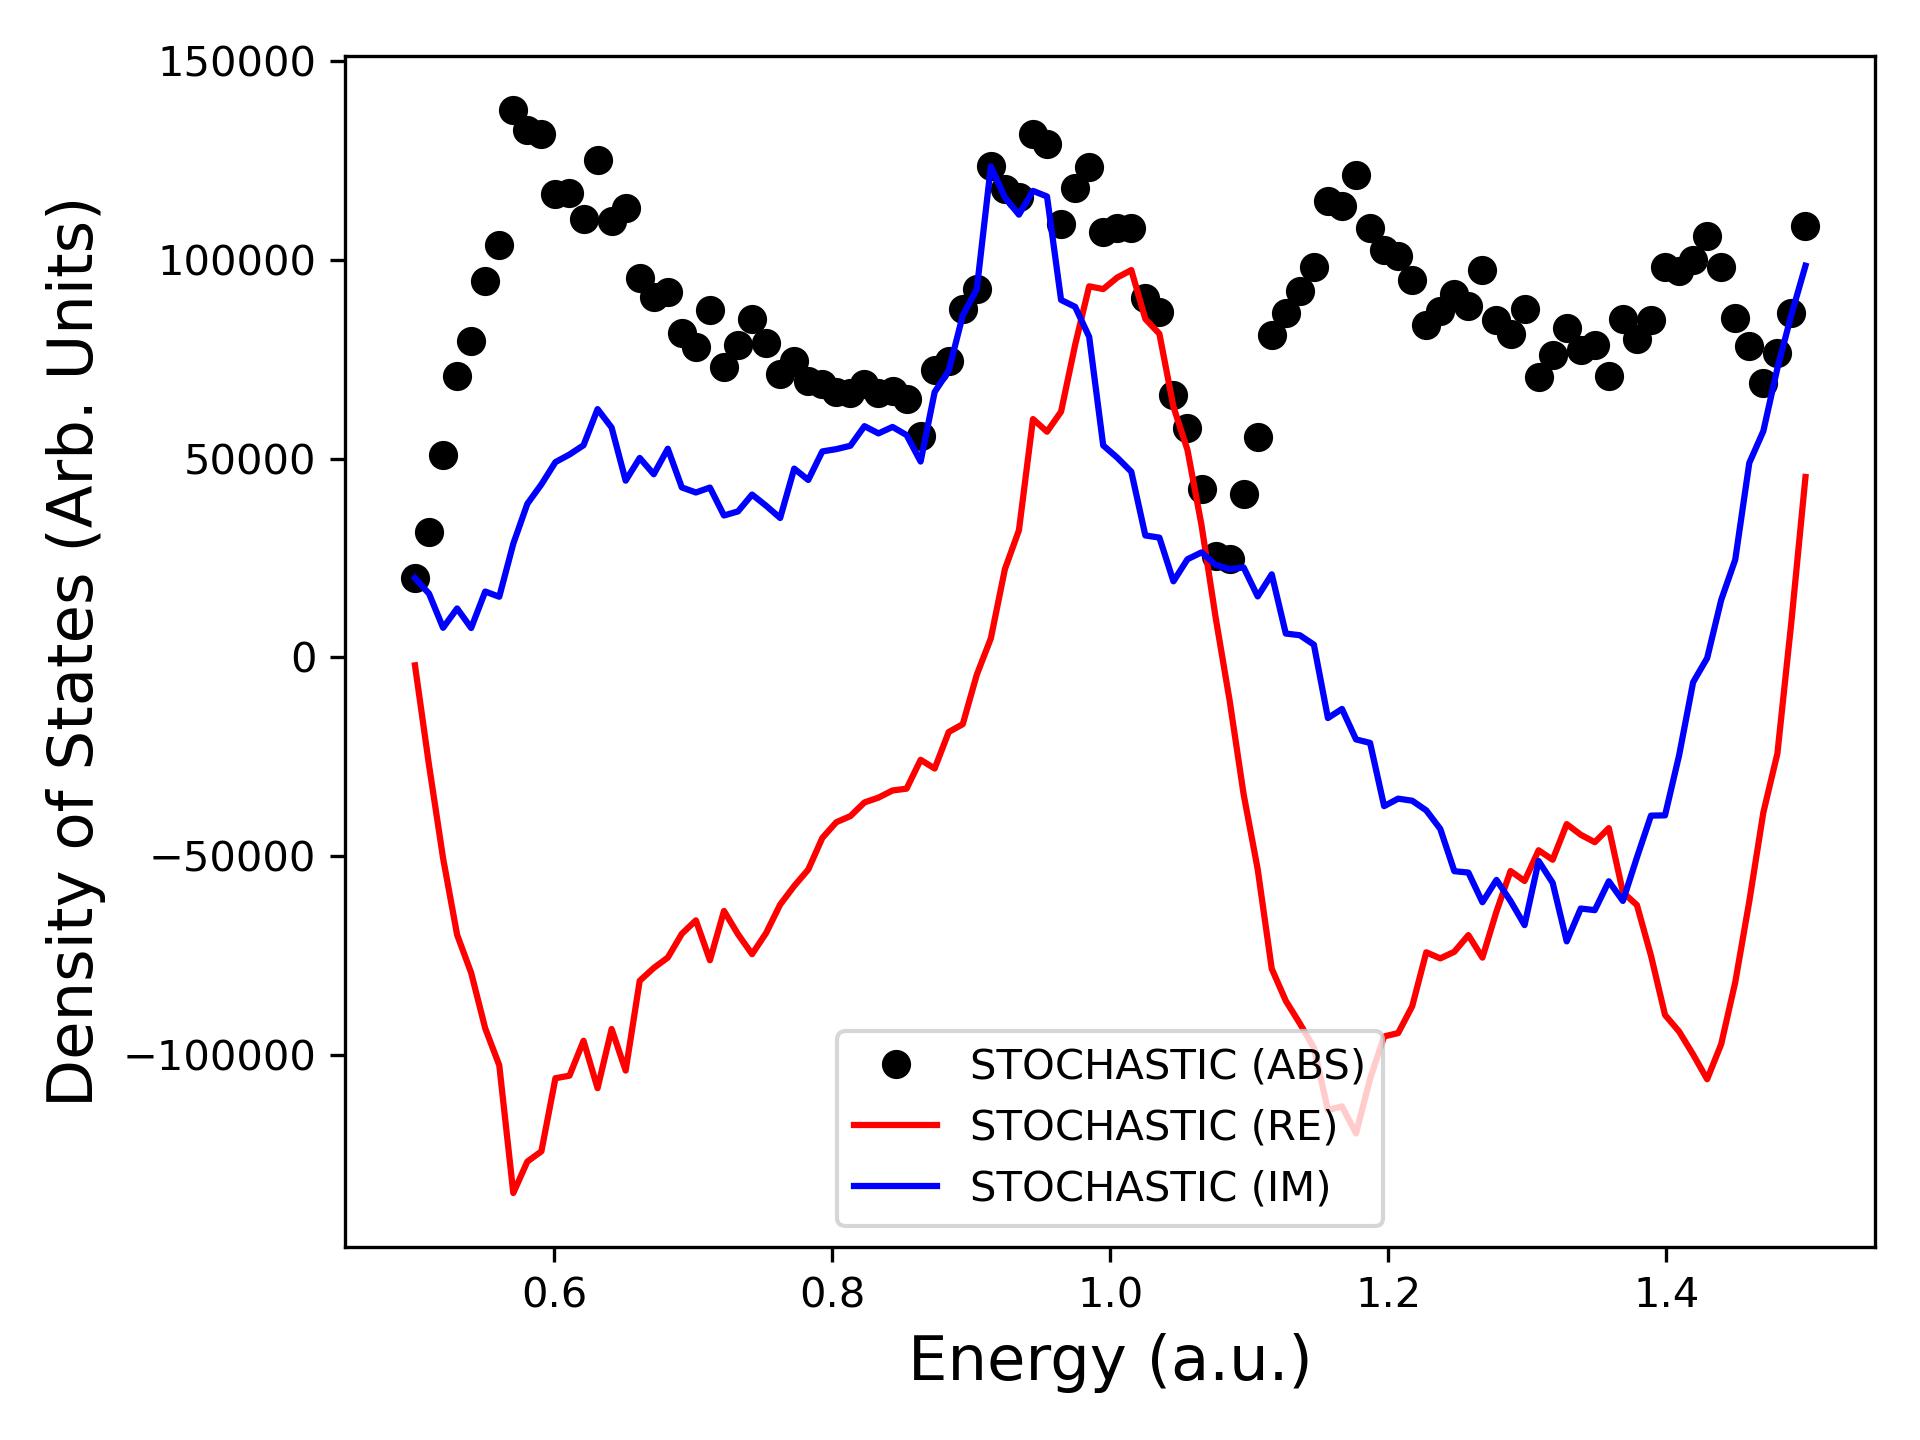 150000
100000
50000
0
−50000
−100000
Density of States (Arb. Units)
STOCHASTIC (ABS)
STOCHASTIC (RE)
STOCHASTIC (IM)
0.6 0.8 1.0 1.2 1.4
Energy (a.u.)